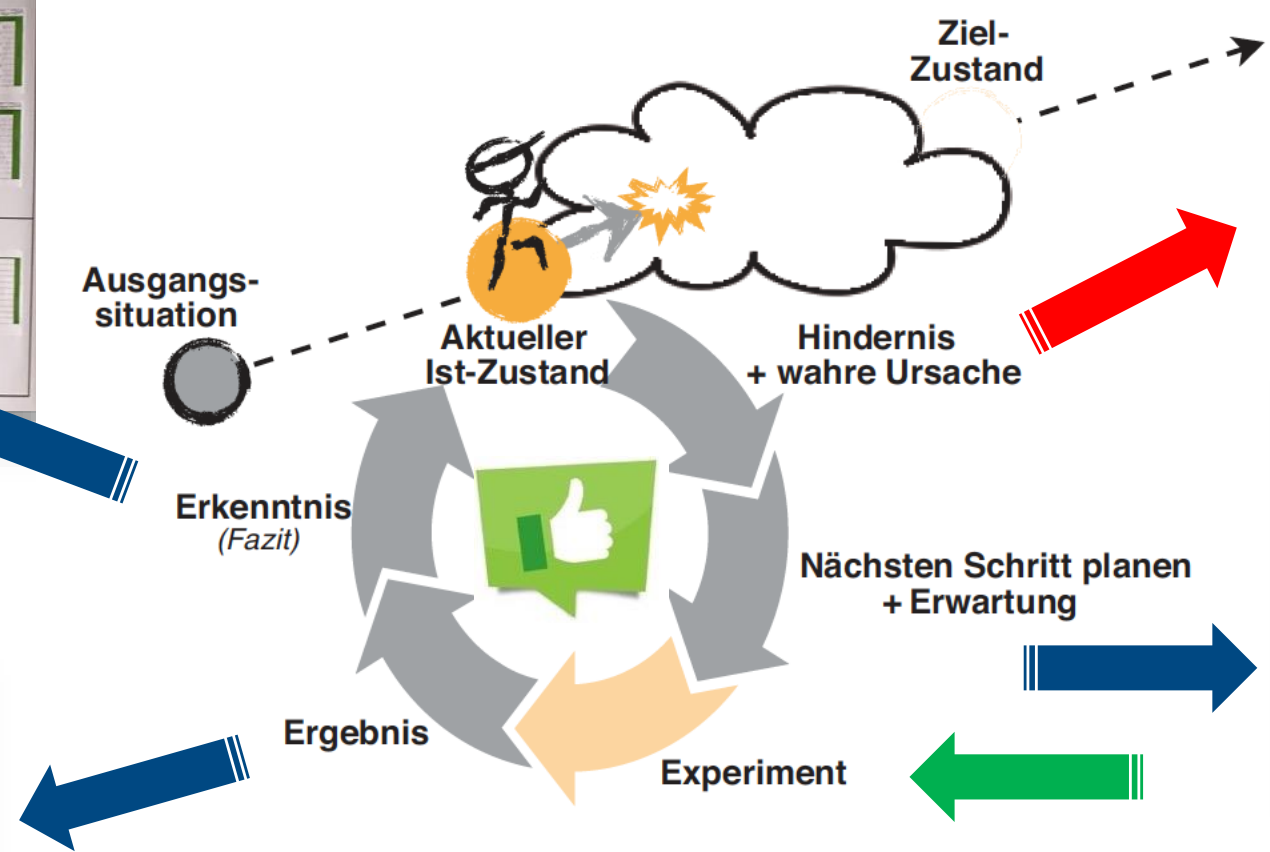 Ziel-
Zustand
Ausgangs-
situation
Aktueller
Ist-Zustand
Hindernis
+ wahre Ursache
Erkenntnis
(Fazit)
Nächsten Schritt planen
+ Erwartung
Ergebnis
Experiment